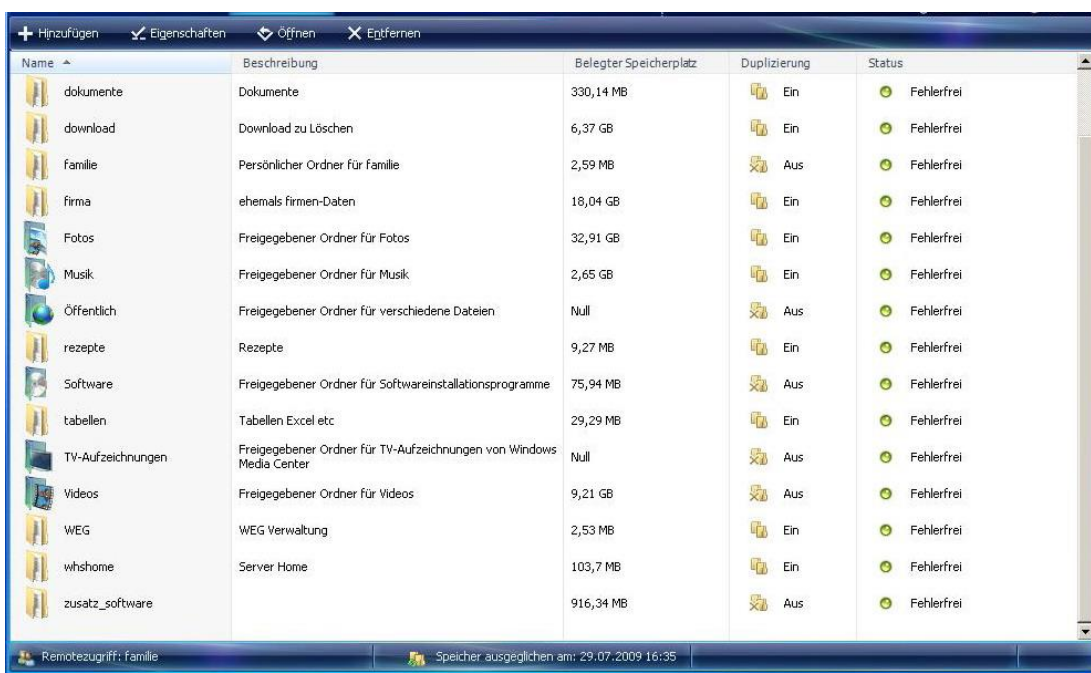 Hinzufügen Eigenschaften Öffnen Entfernen
Name Beschreibung Belegter Speicherplatz Duplizierung Status
dokumente Dokumente 330,14 MB Ein Fehlerfrei
download Download zu Löschen 6,37 GB Ein Fehlerfrei
familie Persönlicher Ordner für familie 2,59 MB Aus Fehlerfrei
firma ehemals firmen-Daten 18,04 GB Ein Fehlerfrei
Fotos Freigegebener Ordner für Fotos 32,91 GB Ein Fehlerfrei
Musik Freigegebener Ordner für Musik 2,65 GB Ein Fehlerfrei
Öffentlich Freigegebener Ordner für verschiedene Dateien Null Aus Fehlerfrei
rezepte Rezepte 9,27 MB Ein Fehlerfrei
Software Freigegebener Ordner für Softwareinstallationsprogramme 75,94 MB Aus Fehlerfrei
tabellen Tabellen Excel etc 29,29 MB Ein Fehlerfrei
TV-Aufzeichnungen Freigegebener Ordner für TV-Aufzeichnungen von Windows
Media Center Null Aus Fehlerfrei
Videos Freigegebener Ordner für Videos 9,21 GB Aus Fehlerfrei
WEG WEG Verwaltung 2,53 MB Ein Fehlerfrei
whshome Server Home 103,7 MB Ein Fehlerfrei
zusatz_software 916,34 MB Aus Fehlerfrei
Remotezugriff: familie Speicher ausgeglichen am: 29.07.2009 16:35